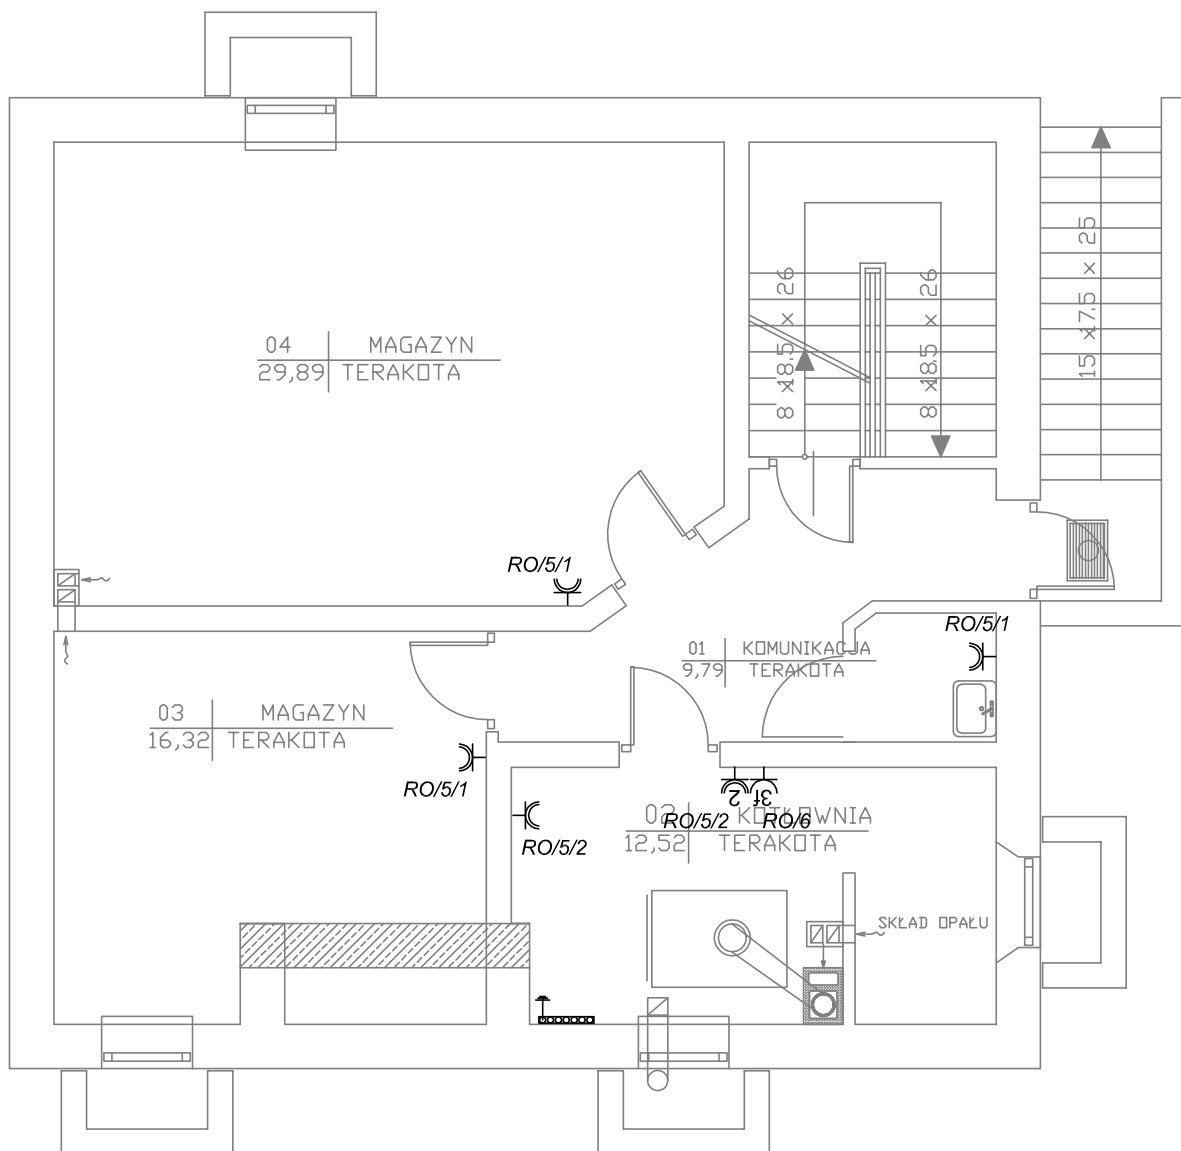 04 MAGAZYN
29,89 TERAKOTA
8 x 18.5 x 26
8 x 18.5 x 26
15 x 17,5 x 25
RO/5/1
RO/5/1
01 KOMUNIKACJA
9,79 TERAKOTA
03 MAGAZYN
16,32 TERAKOTA
RO/5/1
2
3f
RO/5/2
RO/6
02 KOTŁOWNIA
12,52 TERAKOTA
RO/5/2
SKŁAD OPAŁU